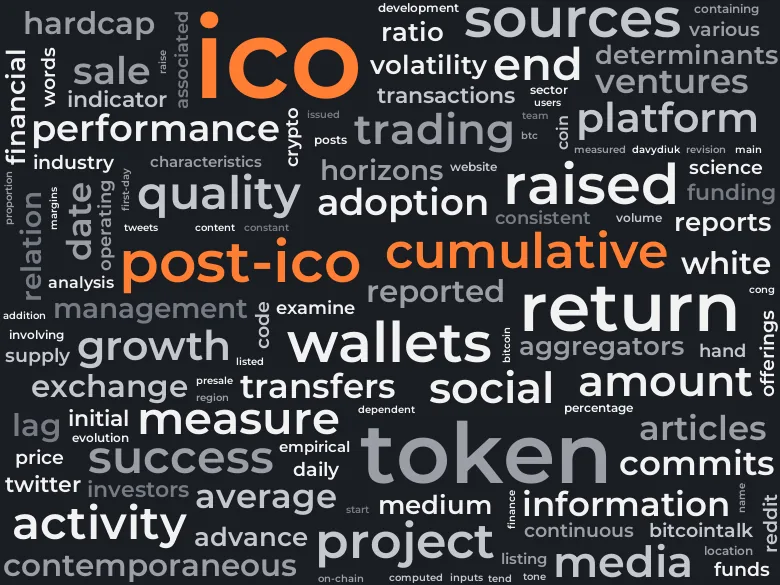 hardcap
associated
ico
development
sources
containing
various
ratio
financial
words
sale
raise
volatility
end
determinants
ventures
indicator
transactions
sector
users
performance
crypto
issued
posts
trading
team
btc
coin
platform
measured
davydiuk
revision
main
industry
characteristics
horizons
website
raised
science
funding
proportion
relation
margins
date
operating
first-day
quality
adoption
consistent
volume
reports
tweets
content
constant
post-ico
cumulative
white
analysis
reported
return
cong
addition
management
code
examine
involving
supply
growth
listed
wallets
bitcoin
aggregators
hand
offerings
exchange
presale
region
transfers
social
amount
percentage
lag
initial
evolution
measure
dependent
token
articles
price
success
empirical
daily
commits
twitter
investors
average
start
medium
finance
information
name
reddit
activity
advance
project
continuous
bitcointalk
contemporaneous
on-chain
computed
inputs
tend
listing
tone
media
location
funds